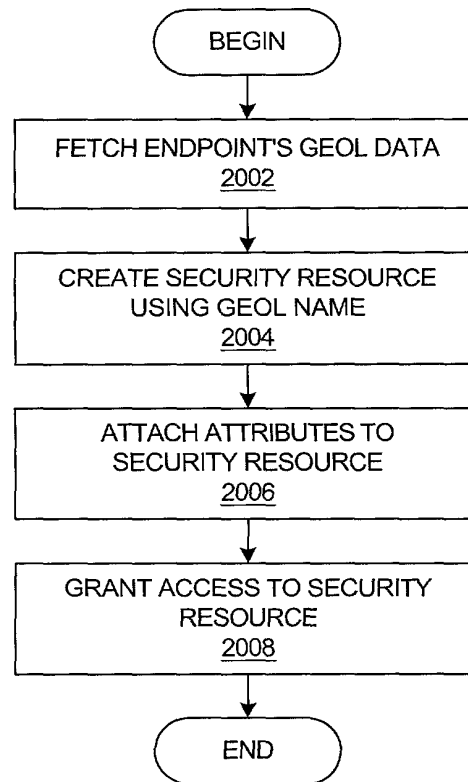 BEGIN
FETCH ENDPOINT'S GEOL DATA
2002
CREATE SECURITY RESOURCE
USING GEOL NAME
2004
ATTACH ATTRIBUTES TO
SECURITY RESOURCE
2006
GRANT ACCESS TO SECURITY
RESOURCE
2008
END